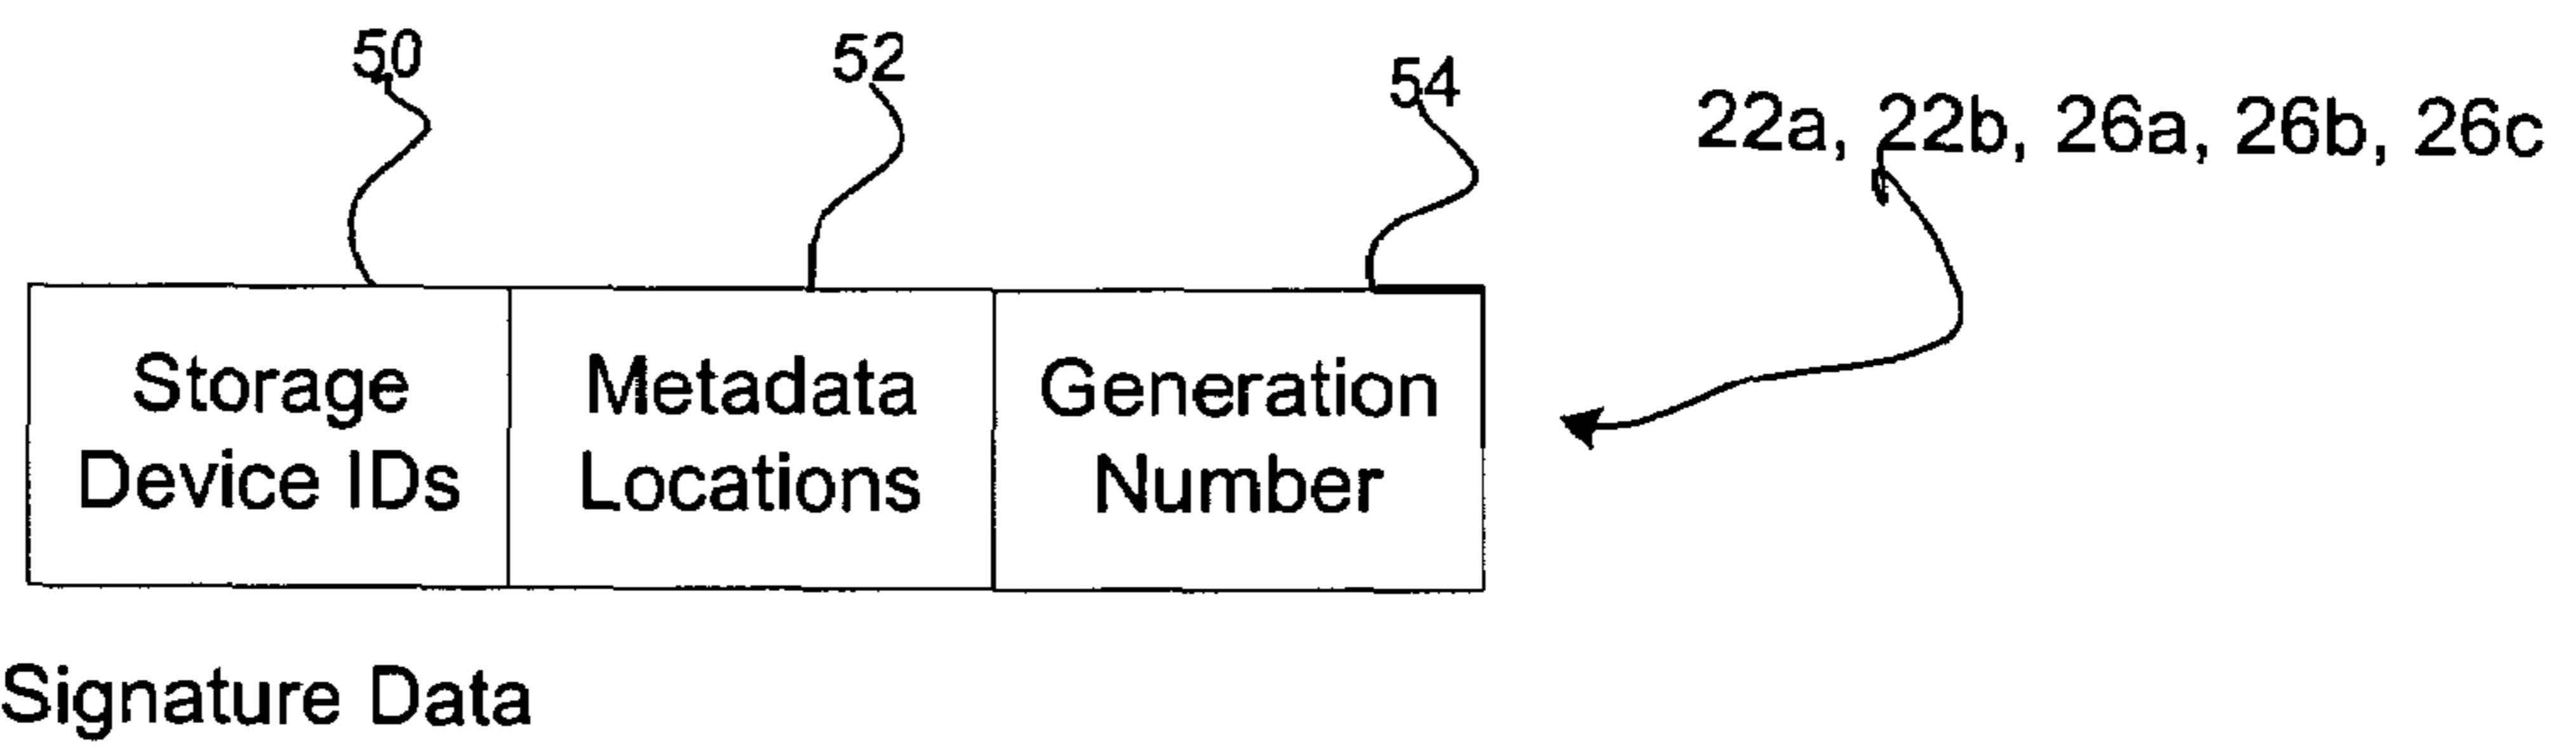 50
52
54
22a, 22b, 26a, 26b, 26c
Storage Device IDs
Metadata Locations
Generation Number
Signature Data